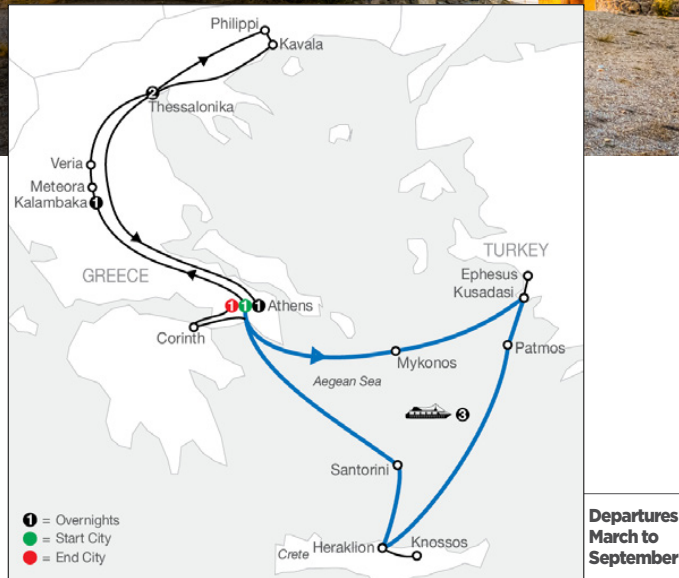 Philippi
Kavala
2
Thessalonika
Veria
Meteora
Kalambaka 1
GREECE
TURKEY
Ephesus
Kusadasi
1 1 1 Athens
Corinth
Mykonos
Patmos
Aegean Sea
3
Santorini
1 = Overnights
= Start City
= End City
Crete
Heraklion
Knossos
Departures
March to
September